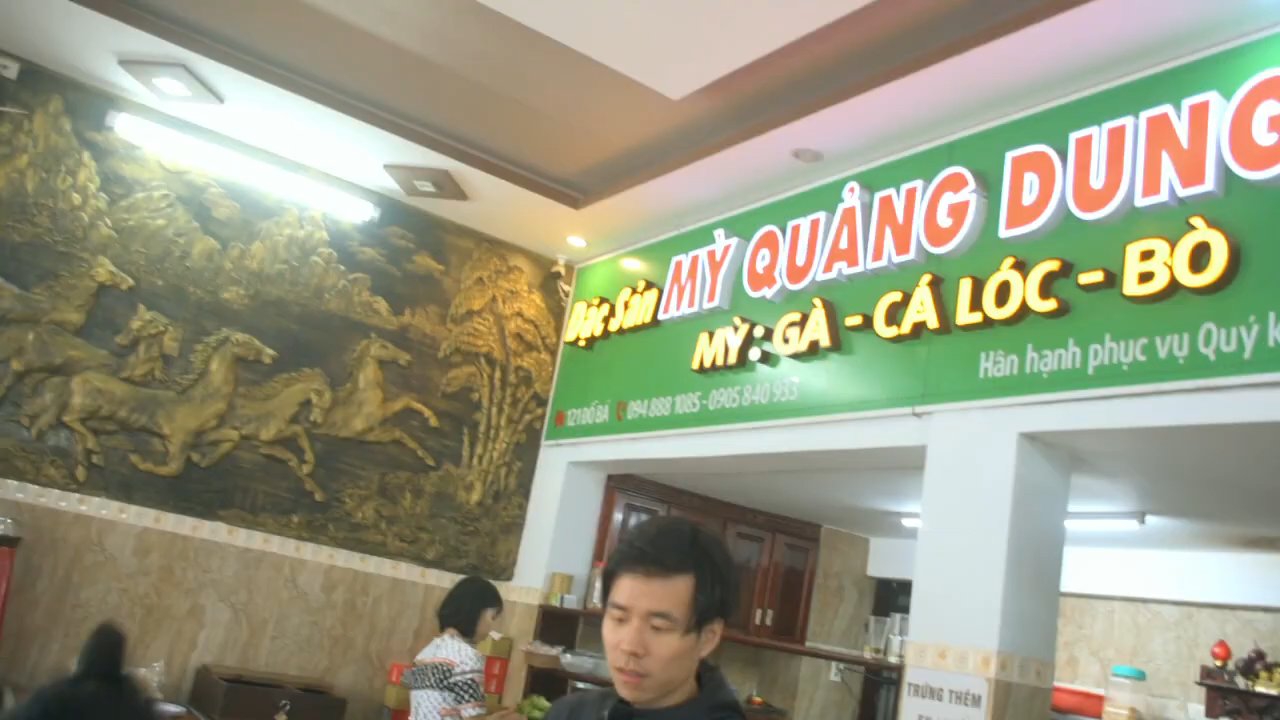 Đặc Sản MỲ QUẢNG DUNG
MỲ: GÀ - CÁ LÓC - BÒ
Hân hạnh phục vụ Quý k
121 ĐỐ BÁ 094 888 1085 - 0905 840 933
TRỨNG THÊM